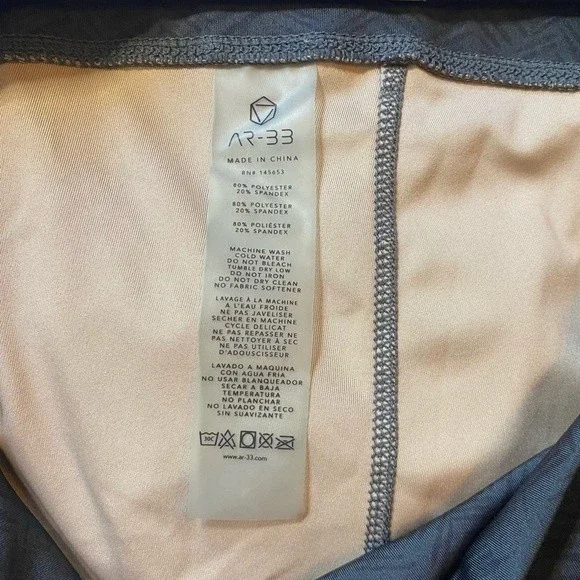 AR-33
MADE IN CHINA
RN# 145653
80% POLYESTER
20% SPANDEX
80% POLYESTER
20% SPANDEX
80% POLIÉSTER
20% SPANDEX
MACHINE WASH
COLD WATER
DO NOT BLEACH
TUMBLE DRY LOW
DO NOT IRON
DO NOT DRY CLEAN
NO FABRIC SOFTENER
LAVAGE À LA MACHINE
A L'EAU FROIDE
NE PAS JAVELISER
SECHER EN MACHINE
CYCLE DELICAT
NE PAS REPASSER NE
PAS NETTOYER À SEC
NE PAS UTILISER
D'ADOUSCISSEUR
LAVADO A MAQUINA
CON AGUA FRIA
NO USAR BLANQUEADOR
SECAR A BAJA
TEMPERATURA
NO PLANCHAR
NO LAVADO EN SECO
SIN SUAVIZANTE
30C
www.ar-33.com